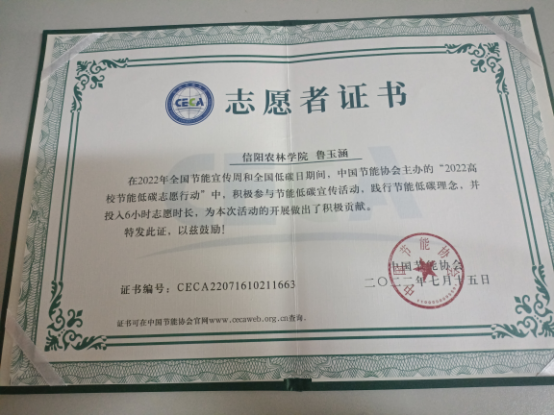 CECA
志愿者证书
信阳农林学院 鲁玉涵
在2022年全国节能宣传周和全国低碳日期间，中国节能协会主办的“2022高
校节能低碳志愿行动”中，积极参与节能低碳宣传活动、践行节能低碳理念，并
投入6小时志愿时长，为本次活动的开展做出了积极贡献。
特发此证，以兹鼓励！
中国节能协会
二〇二二年七月十五日
证书编号：CECA22071610211663
证书可在中国节能协会官网www.cecaweb.org.cn查询。